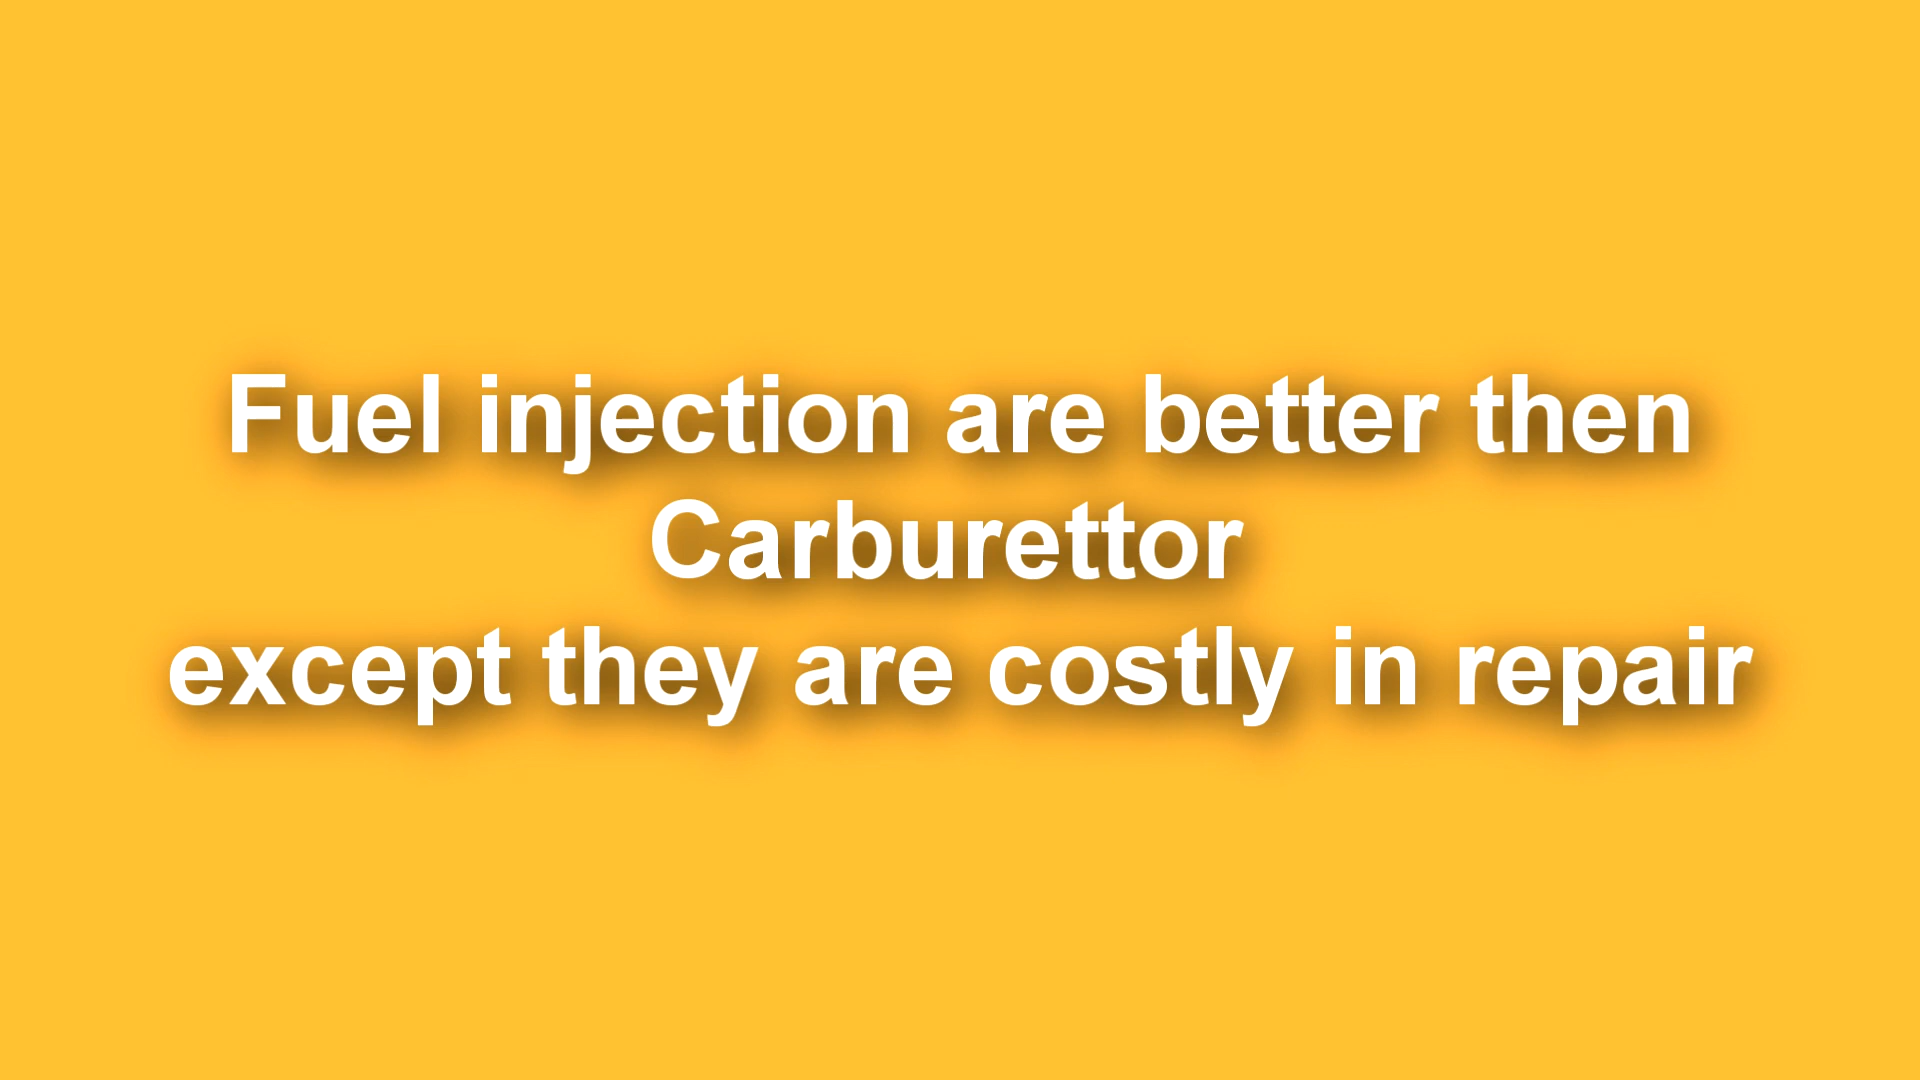 Fuel injection are better then
Carburettor
except they are costly in repair